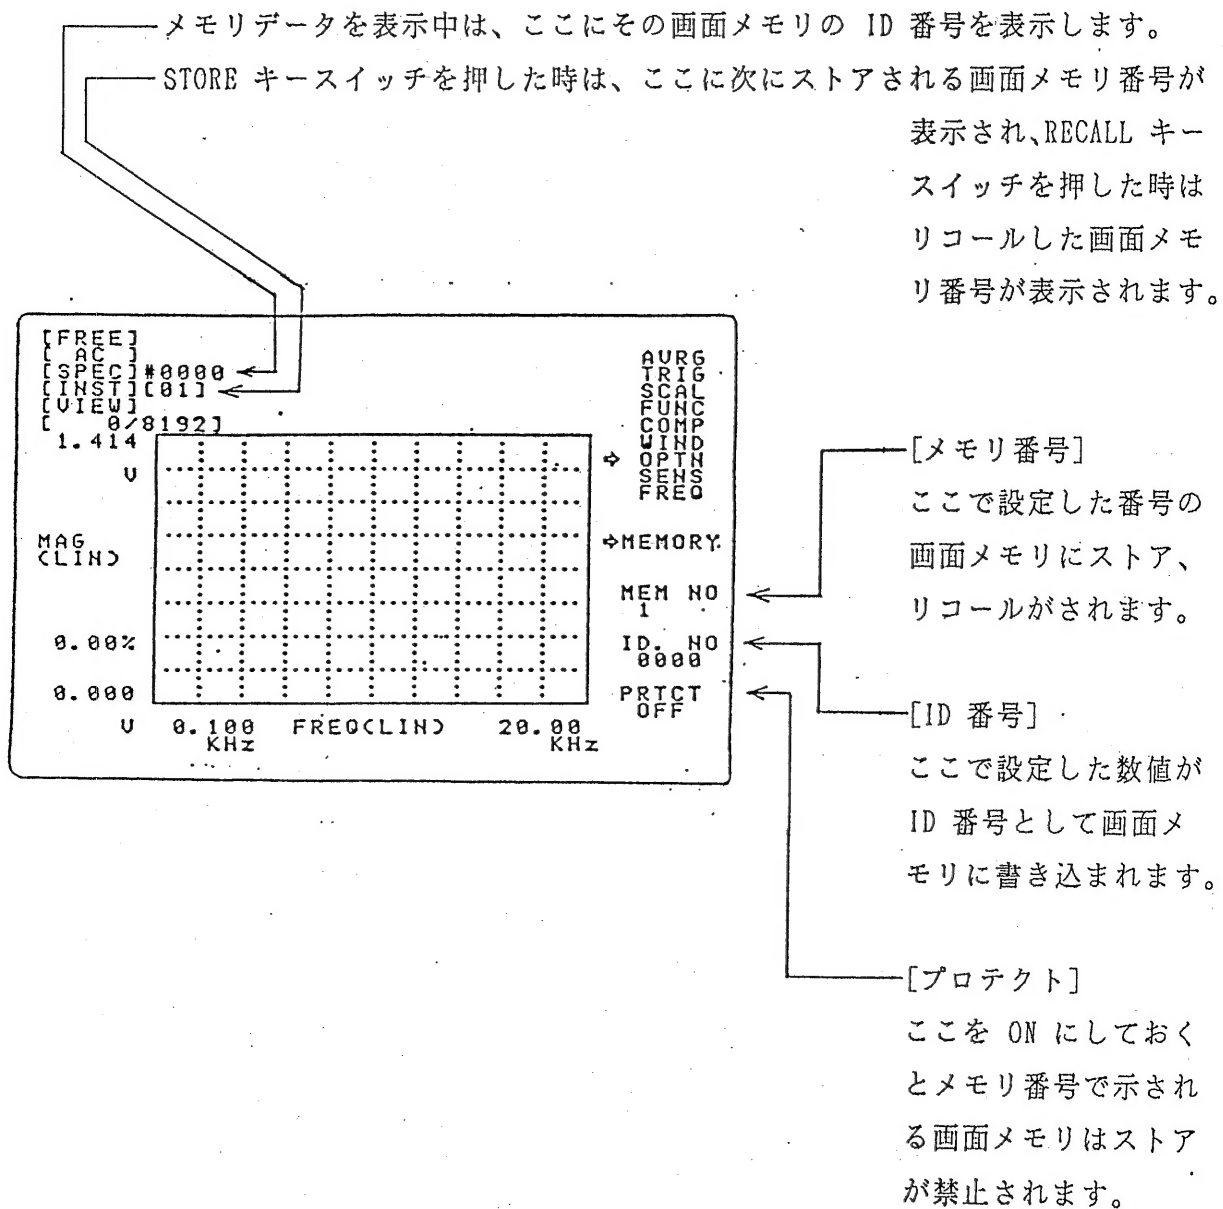 メモリデータを表示中は、ここにその画面メモリの ID 番号を表示します。
STORE キースイッチを押した時は、ここに次にストアされる画面メモリ番号が
表示され、RECALL キー
スイッチを押した時は
リコールした画面メモ
リ番号が表示されます。
[FREE]
[ AC ]
[SPEC]#0000
[INST][01]
[VIEW]
[ 0/8192]
1.414
V
MAG
(LIN)
0.00%
0.000
V 0.100 FREQ(LIN) 20.00
KHz KHz
AVRG
TRIG
SCAL
FUNC
COMP
WIND
⇨ OPTN
SENS
FREQ
⇨MEMORY
MEM NO
1
ID. NO
0000
PRTCT
OFF
[メモリ番号]
ここで設定した番号の
画面メモリにストア、
リコールがされます。
[ID 番号]
ここで設定した数値が
ID 番号として画面メ
モリに書き込まれます。
[プロテクト]
ここを ON にしておく
とメモリ番号で示され
る画面メモリはストア
が禁止されます。